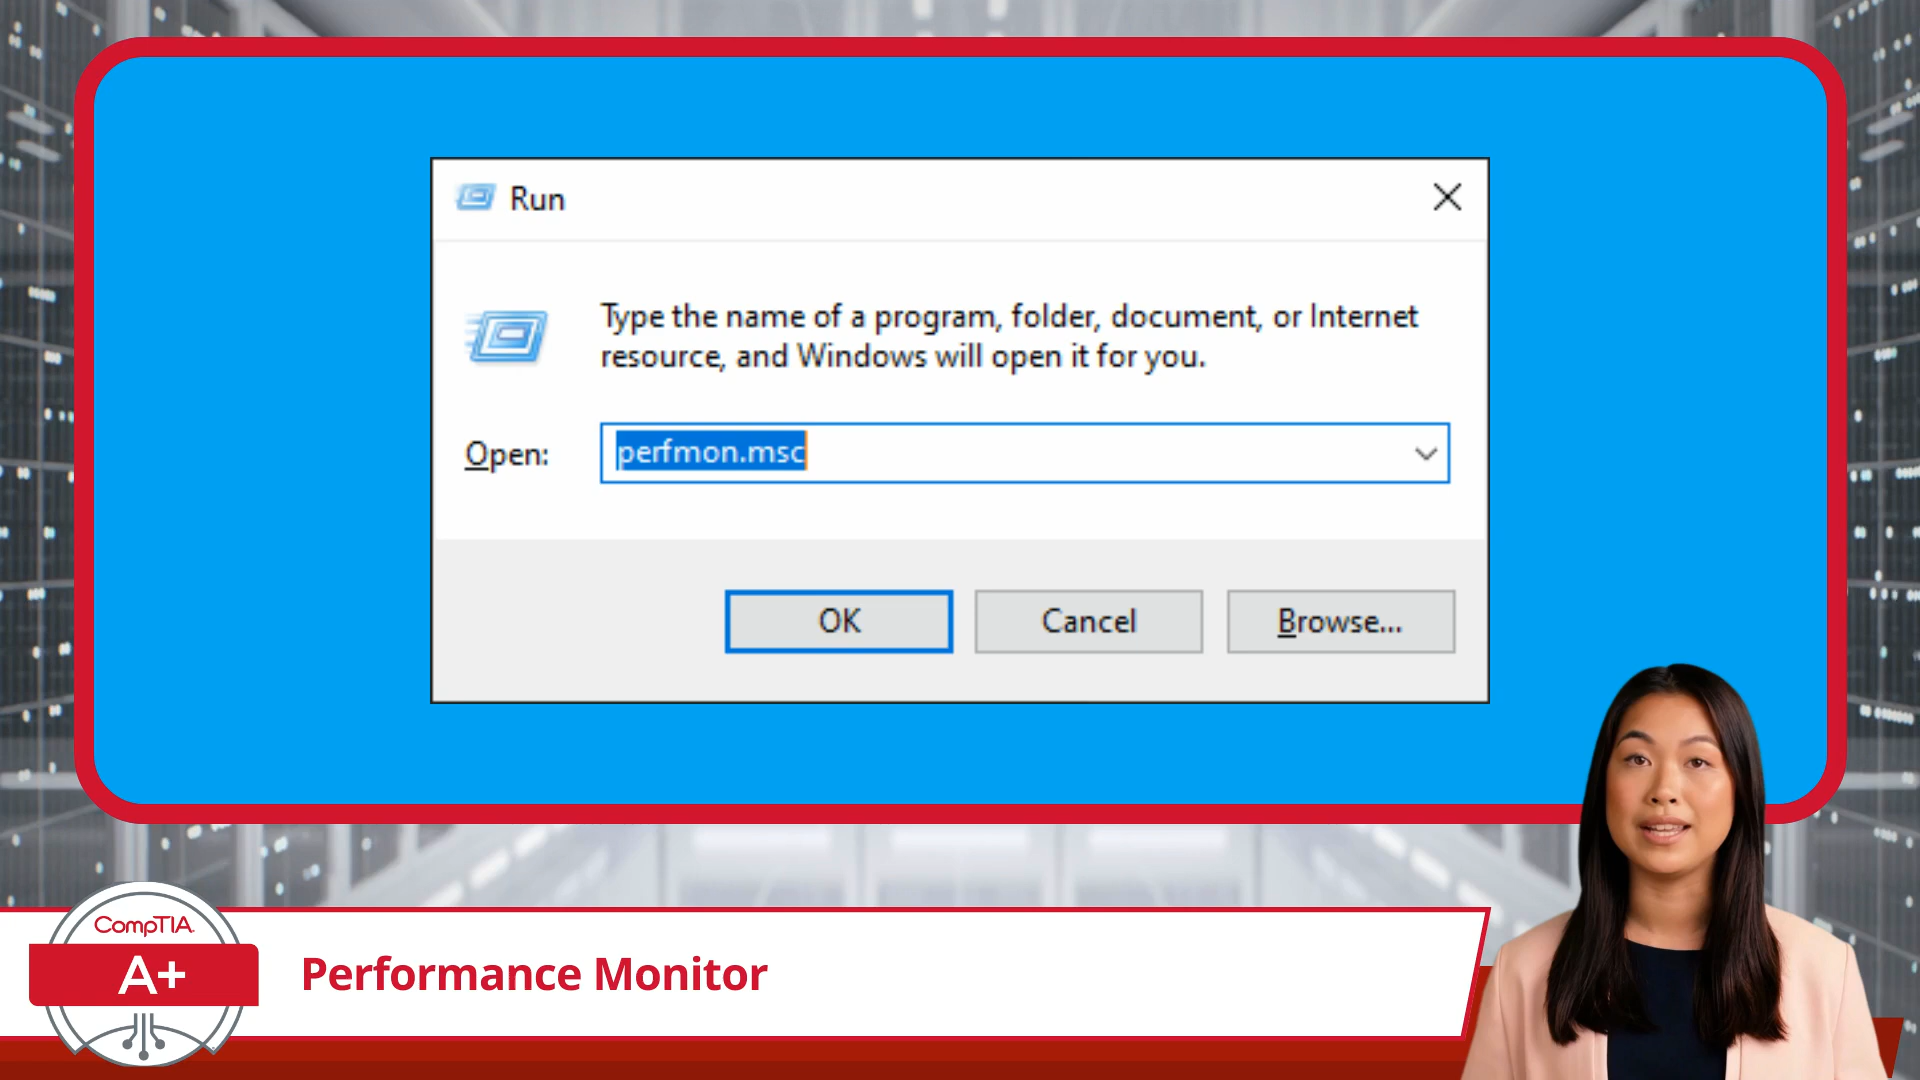 Run
Type the name of a program, folder, document, or Internet
resource, and Windows will open it for you.
Open:
perfmon.msc
OK
Cancel
Browse...
CompTIA.
A+
Performance Monitor